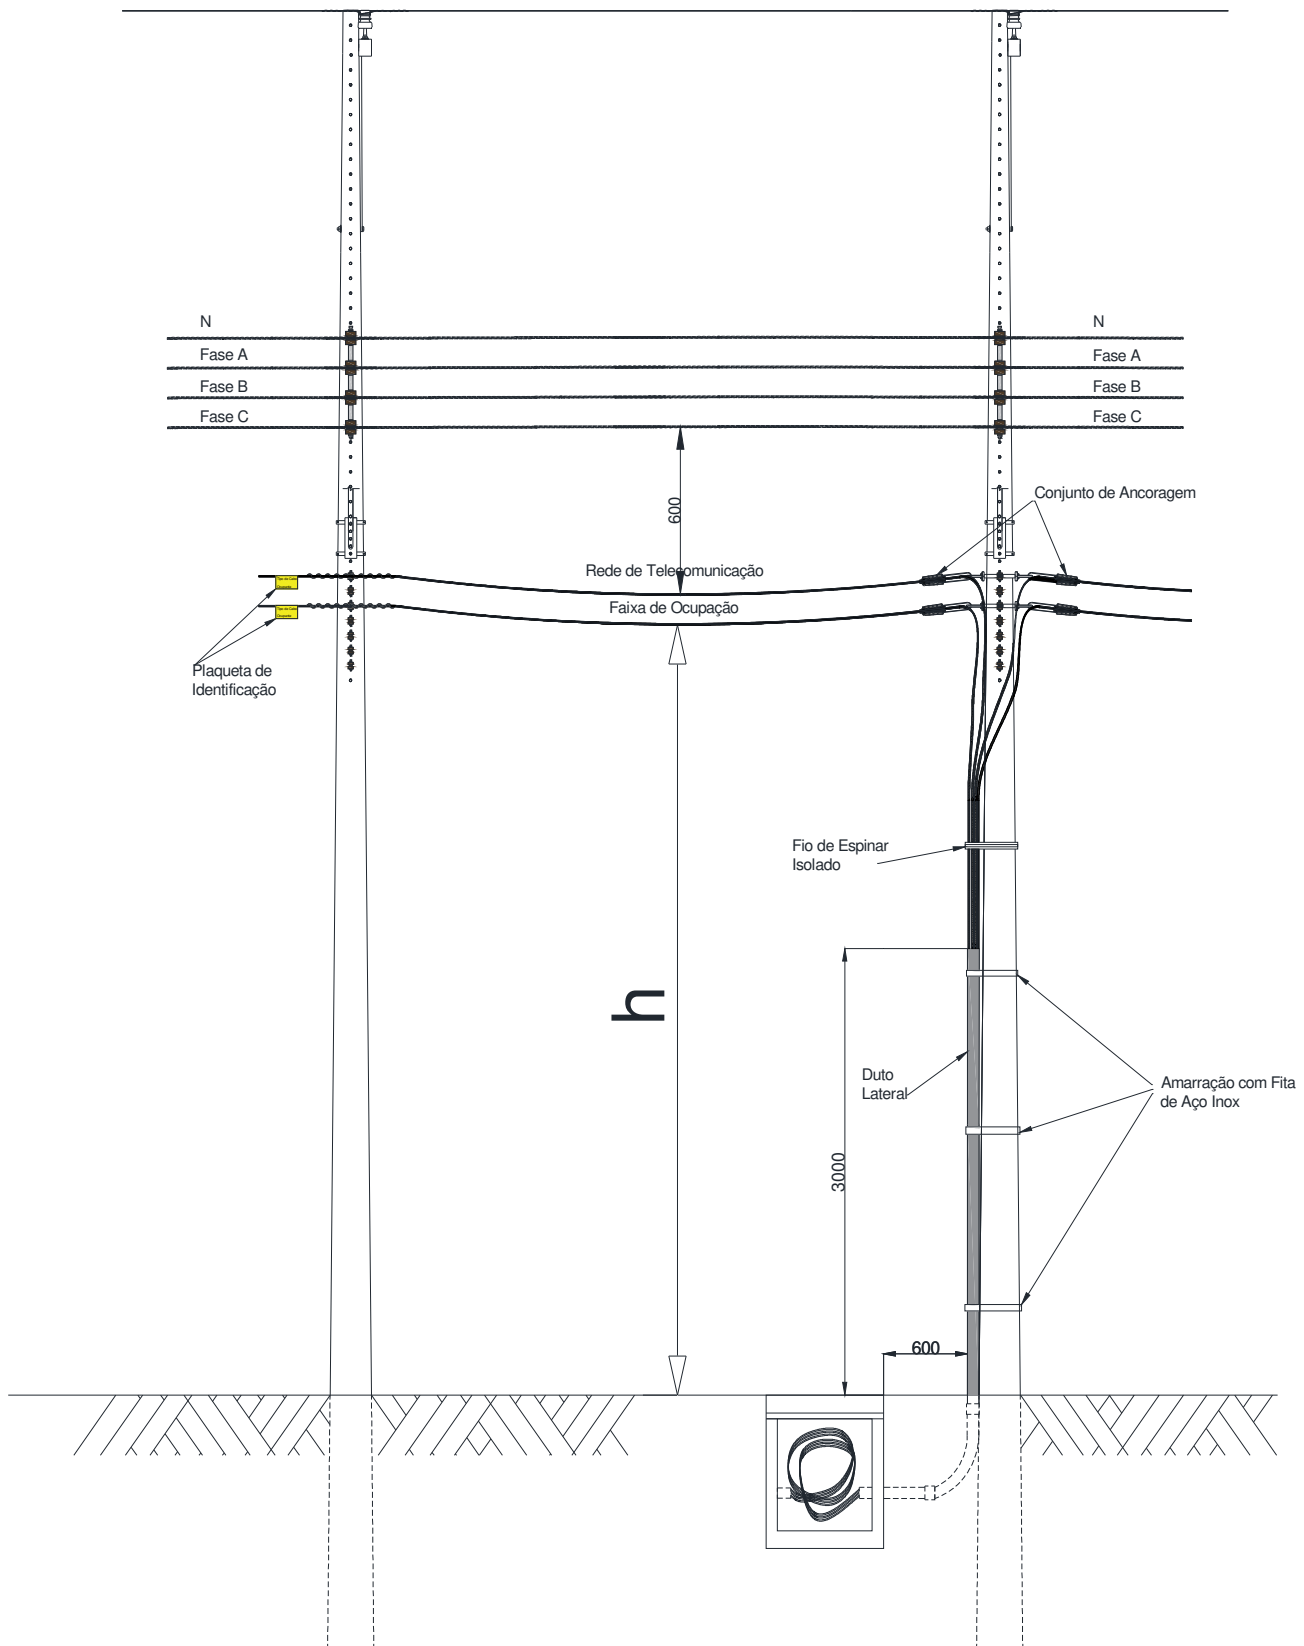 N
N
Fase A
Fase A
Fase B
Fase B
Fase C
Fase C
600
Conjunto de Ancoragem
Rede de Telecomunicação
Faixa de Ocupação
Plaqueta de
Identificação
Fio de Espinar
Isolado
h
Duto
Lateral
Amarração com Fita
de Aço Inox
3000
600